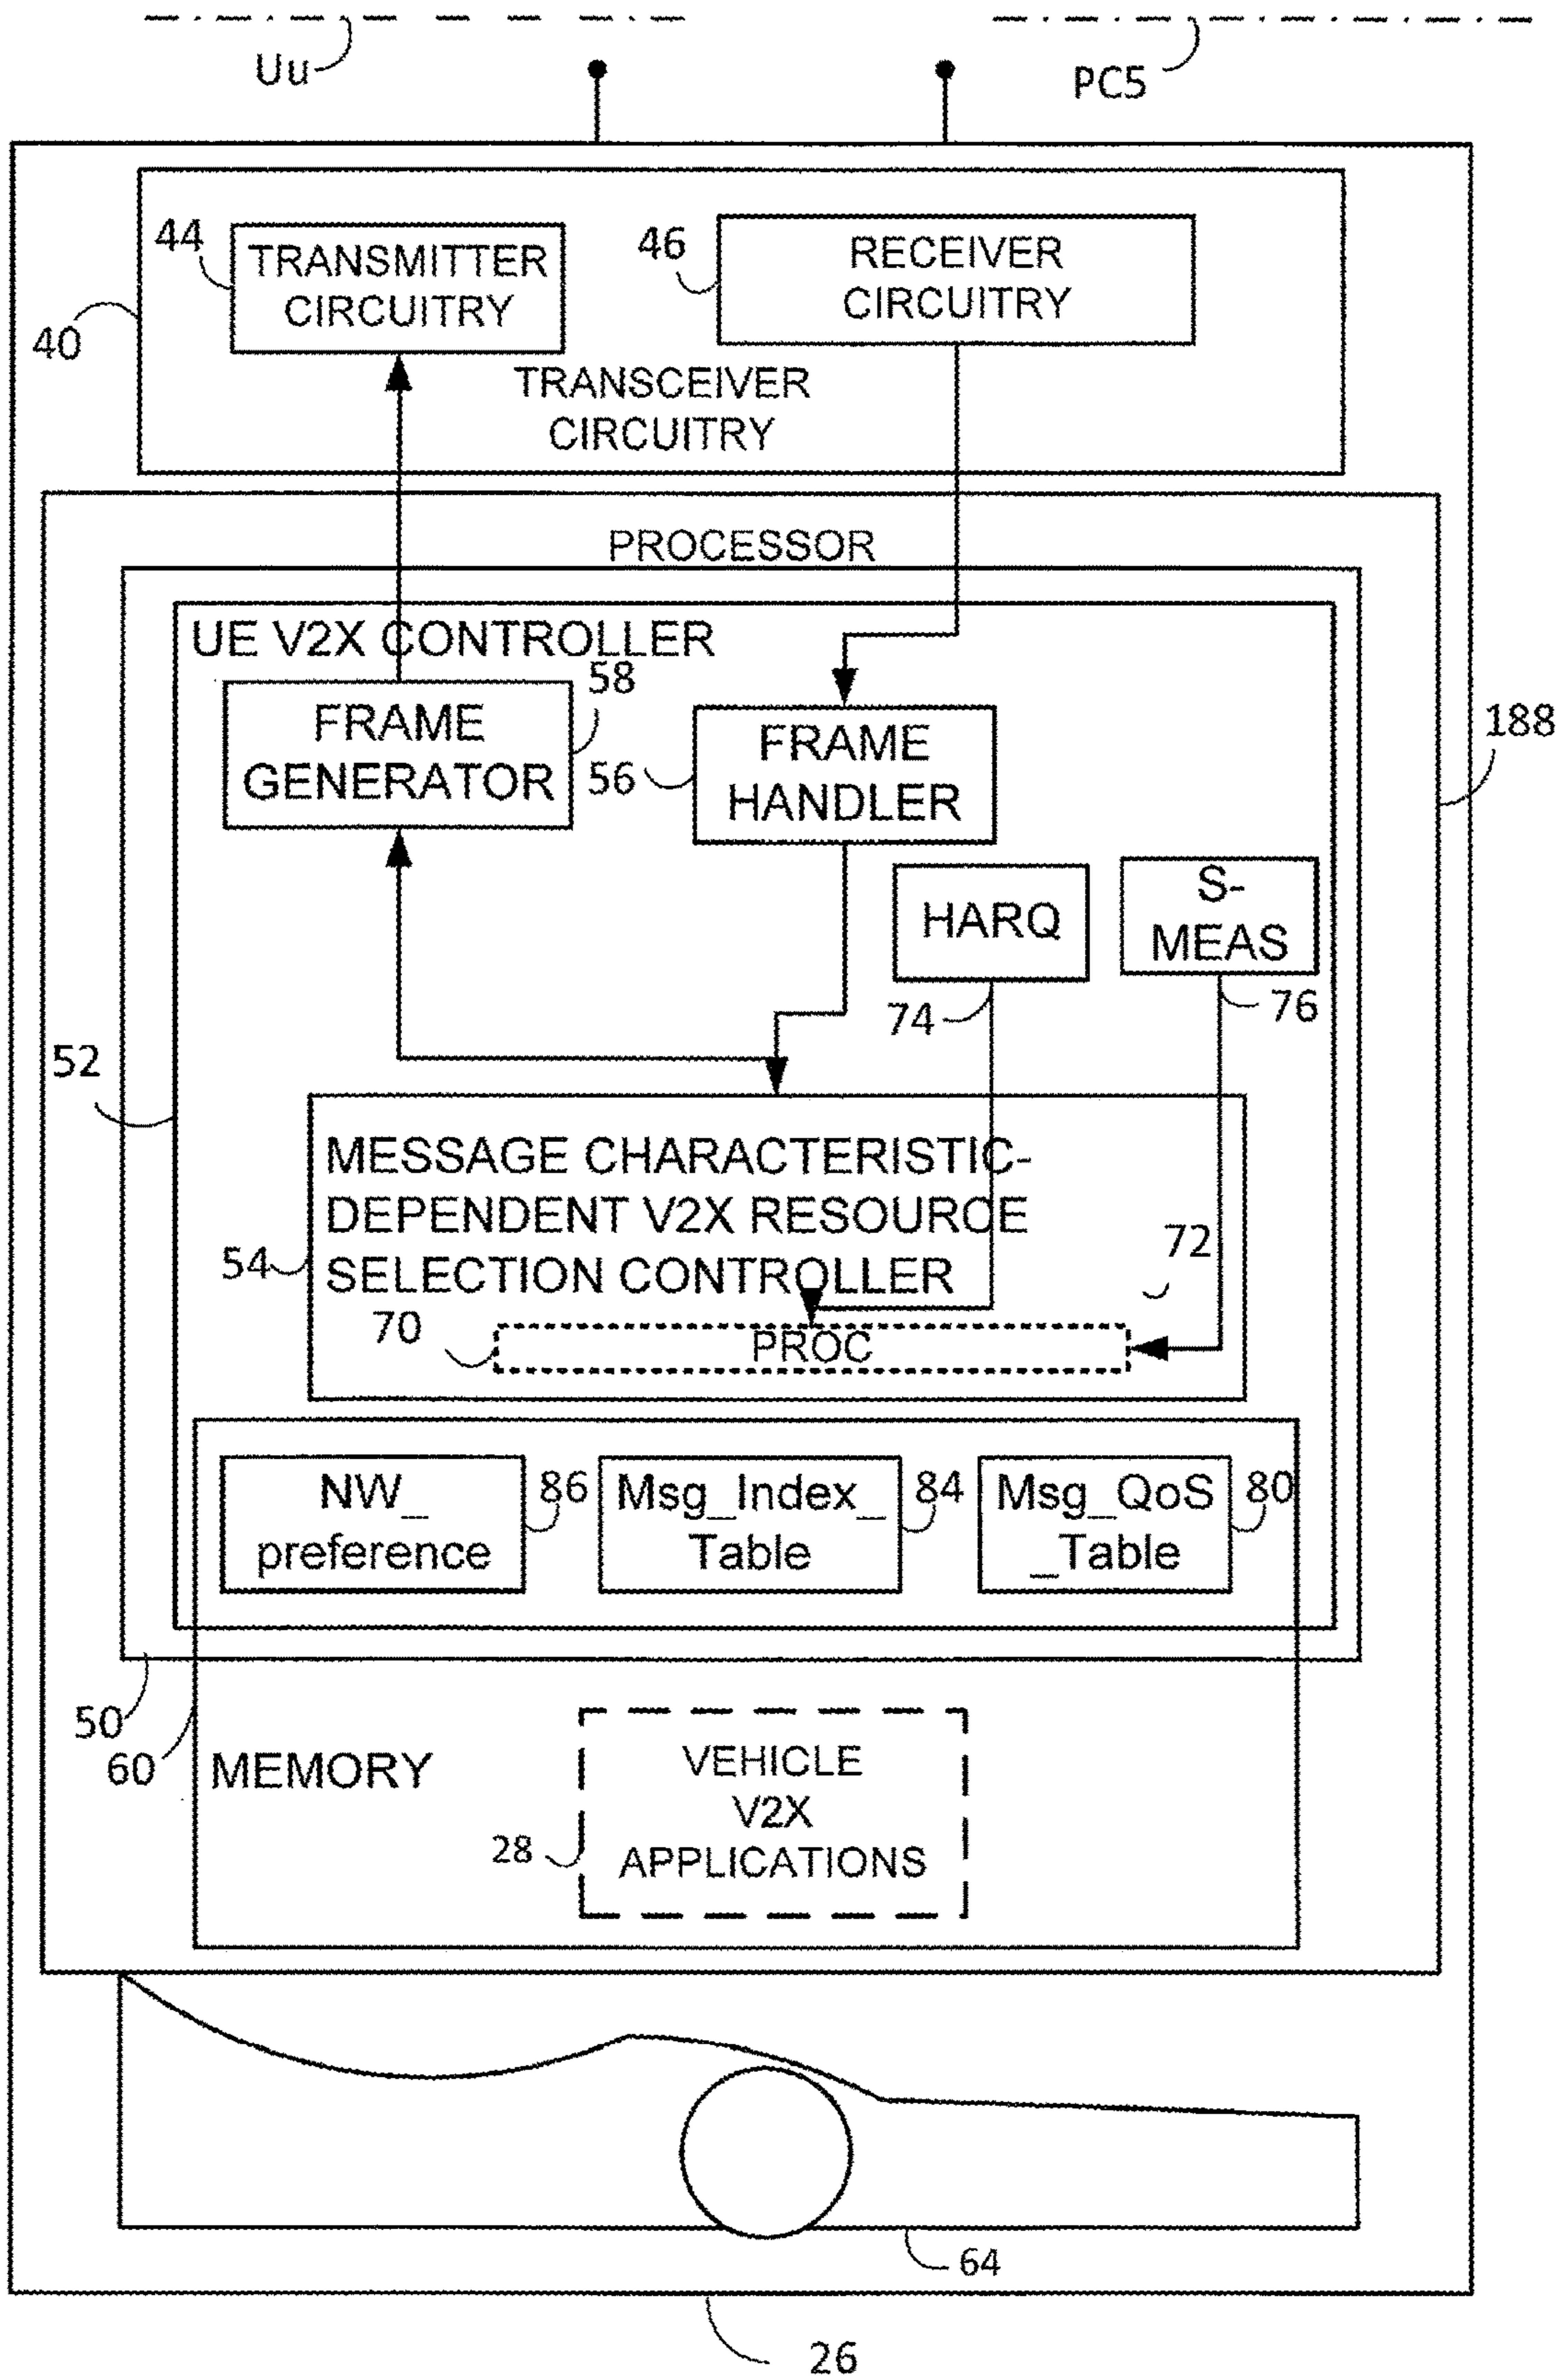 Uu
PC5
44
TRANSMITTER
CIRCUITRY
46
RECEIVER
CIRCUITRY
40
TRANSCEIVER
CIRCUITRY
PROCESSOR
UE V2X CONTROLLER
58
FRAME
GENERATOR
56
FRAME
HANDLER
188
HARQ
S-
MEAS
74
76
52
MESSAGE CHARACTERISTIC-
DEPENDENT V2X RESOURCE
SELECTION CONTROLLER
54
72
70
PROC
NW_
preference
86
Msg_Index_
Table
84
Msg_QoS
_Table
80
50
60
MEMORY
VEHICLE
V2X
APPLICATIONS
28
64
26